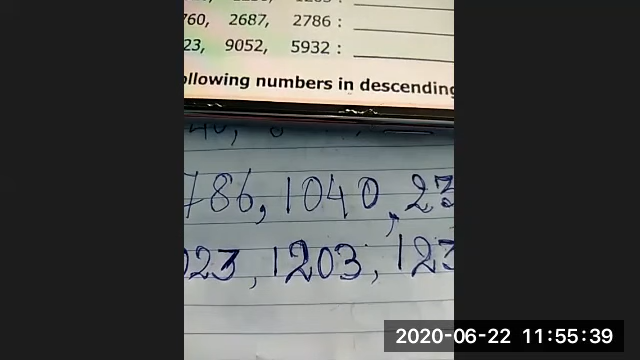 760, 2687, 2786 :
23, 9052, 5932 :
ollowing numbers in descending
786, 1040, 23
023, 1203, 123
2020-06-22 11:55:39